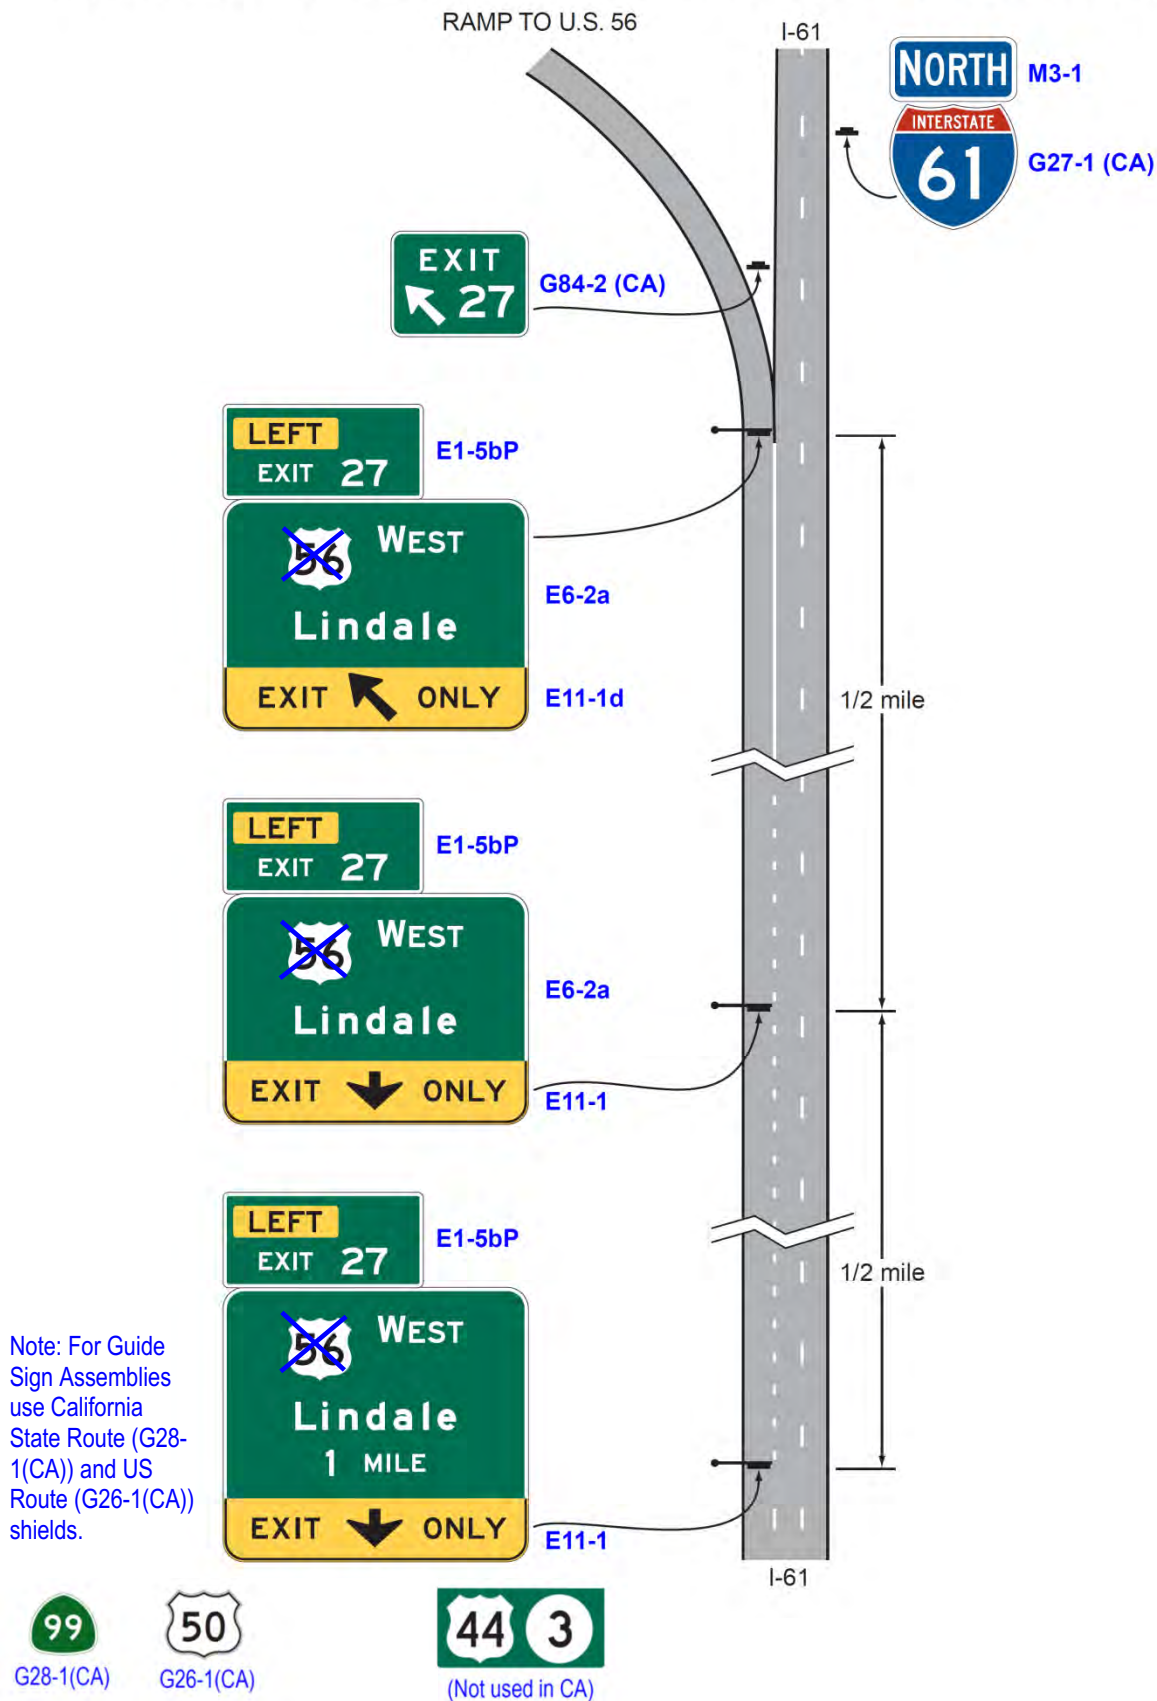 RAMP TO U.S. 56
I-61
NORTH
M3-1
INTERSTATE
61
G27-1 (CA)
EXIT
27
G84-2 (CA)
LEFT
EXIT 27
E1-5bP
56 WEST
Lindale
E6-2a
EXIT ONLY
E11-1d
1/2 mile
LEFT
EXIT 27
E1-5bP
56 WEST
Lindale
E6-2a
EXIT ONLY
E11-1
LEFT
EXIT 27
E1-5bP
1/2 mile
56 WEST
Lindale
1 MILE
EXIT ONLY
E11-1
Note: For Guide
Sign Assemblies
use California
State Route (G28-
1(CA)) and US
Route (G26-1(CA))
shields.
I-61
99
G28-1(CA)
50
G26-1(CA)
44 3
(Not used in CA)